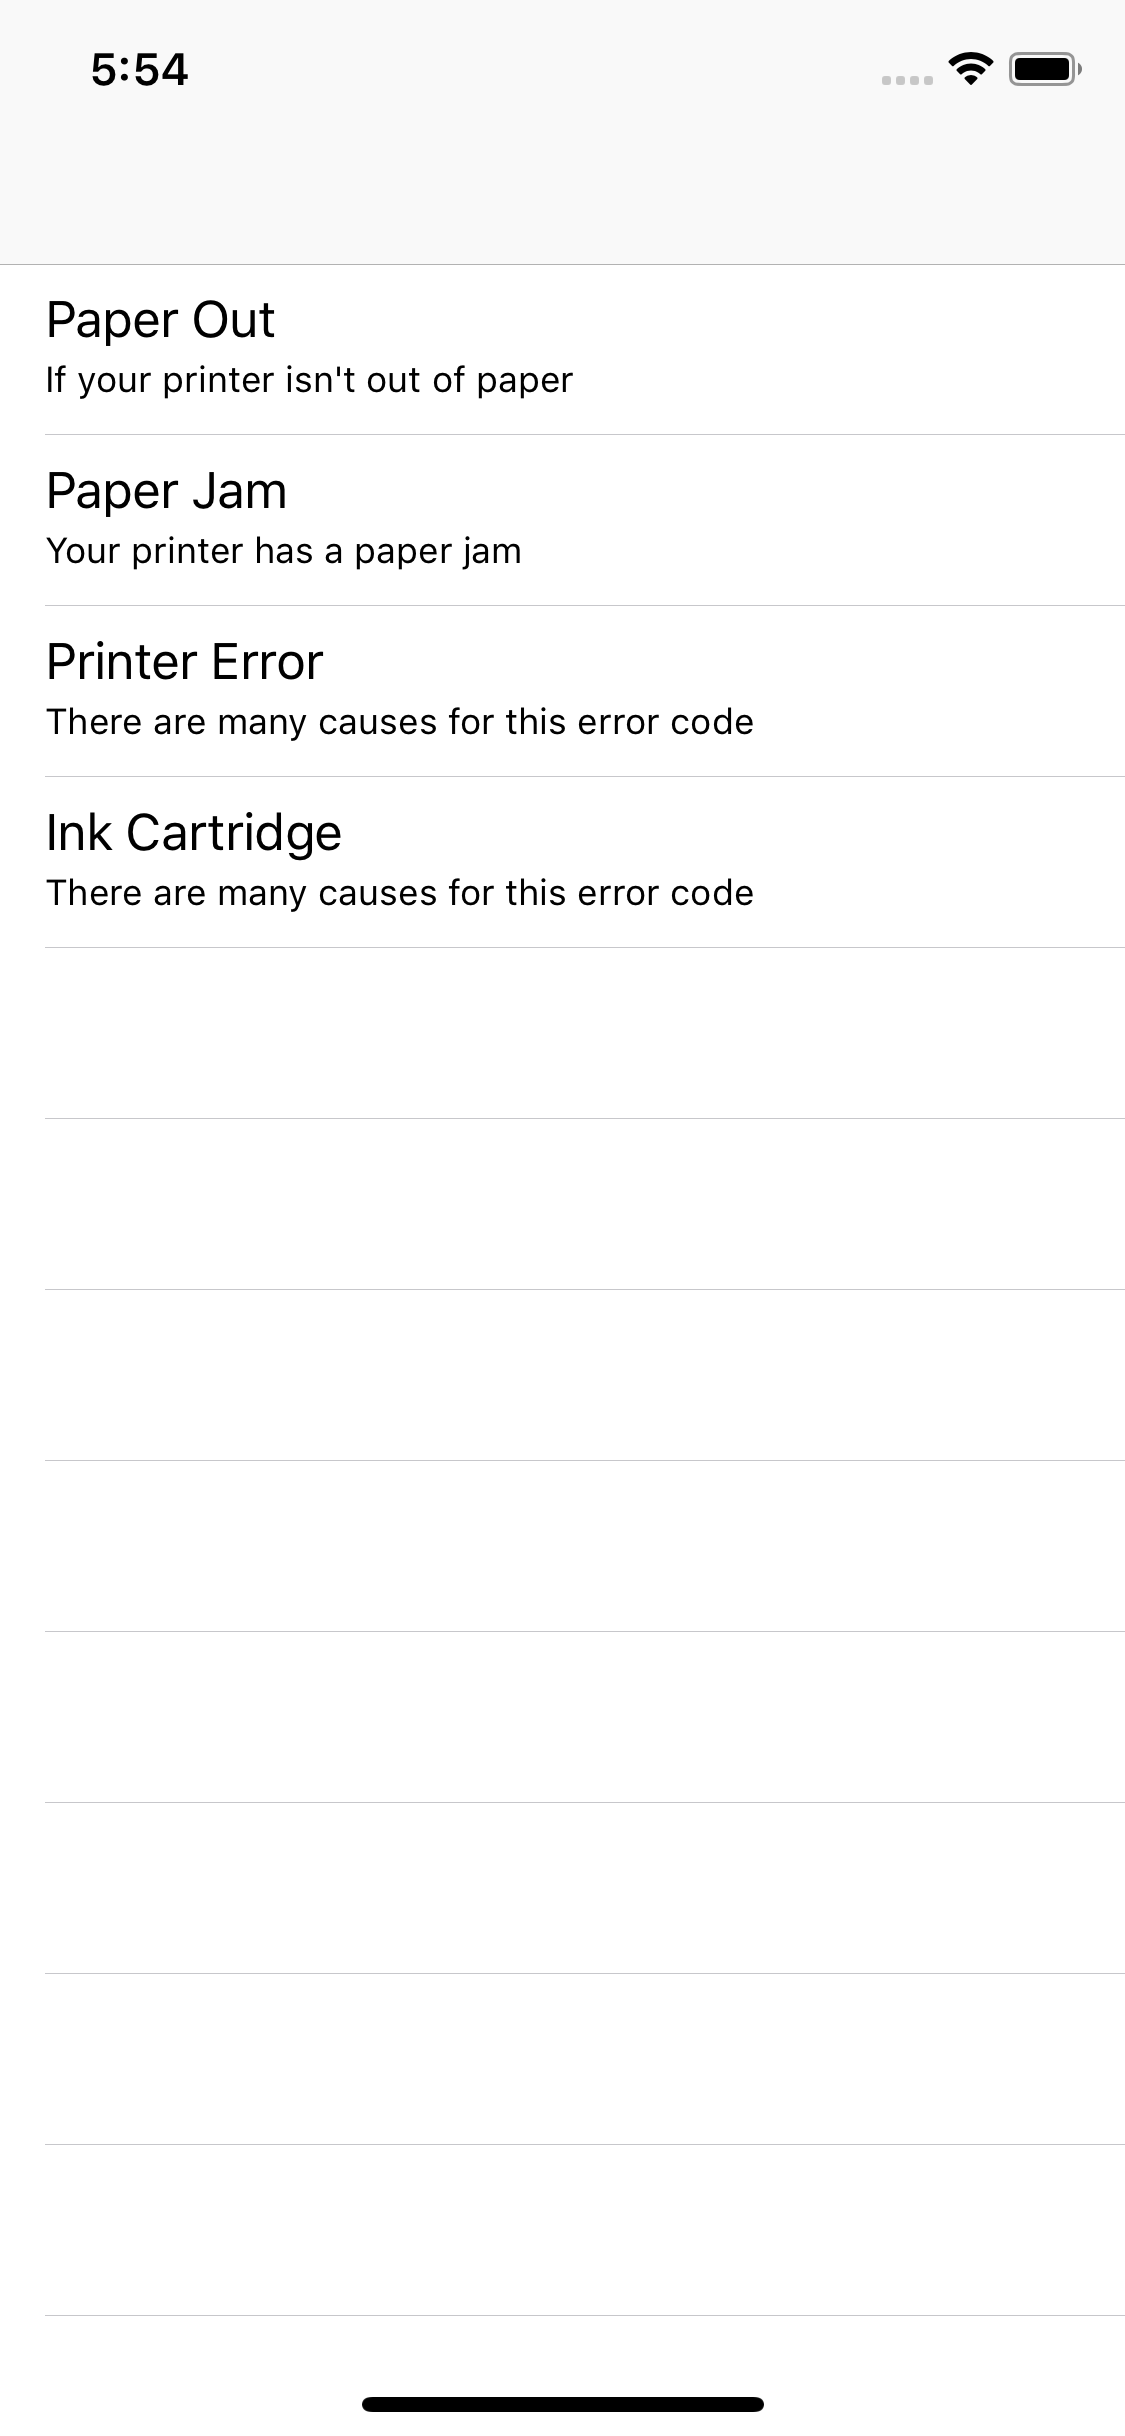 5:54
Paper Out
If your printer isn't out of paper
Paper Jam
Your printer has a paper jam
Printer Error
There are many causes for this error code
Ink Cartridge
There are many causes for this error code